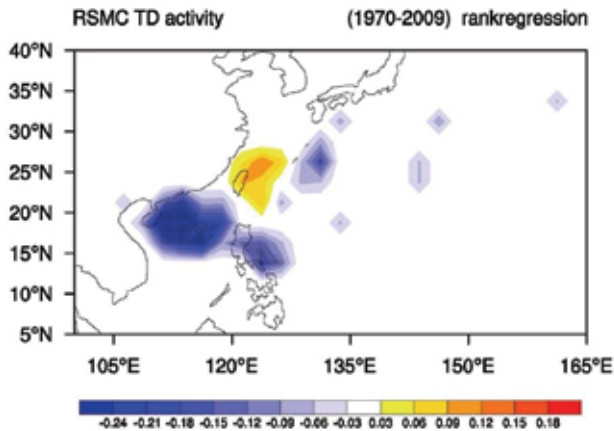 RSMC TD activity (1970-2009) rankregression
40°N
35°N
30°N
25°N
20°N
15°N
10°N
5°N
105°E 120°E 135°E 150°E 165°E
-0.24 -0.21 -0.18 -0.15 -0.12 -0.09 -0.06 -0.03 0.03 0.06 0.09 0.12 0.15 0.18